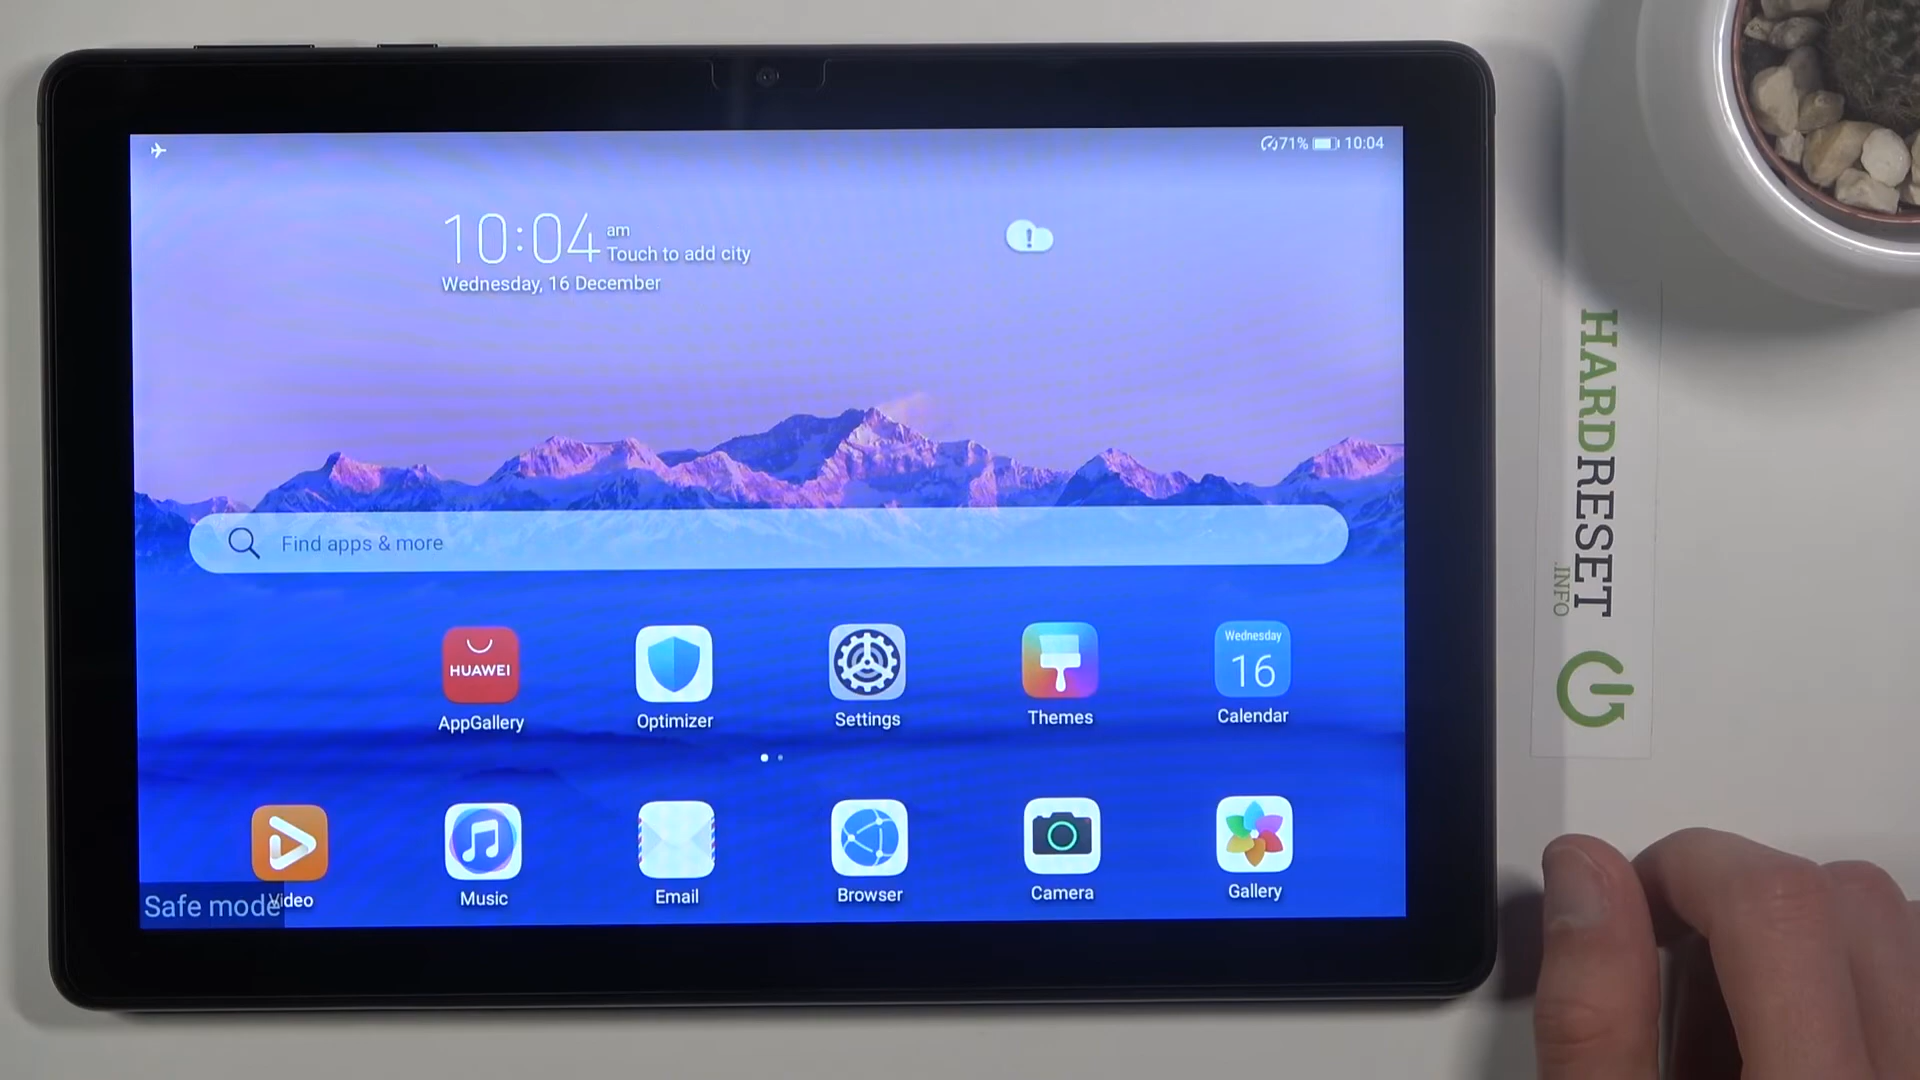 71% 10:04
10:04 am
Touch to add city
Wednesday, 16 December
Find apps & more
HUAWEI
AppGallery
Optimizer
Settings
Themes
Wednesday
16
Calendar
Video
Music
Email
Browser
Camera
Gallery
Safe mode
HARDRESET
.INFO